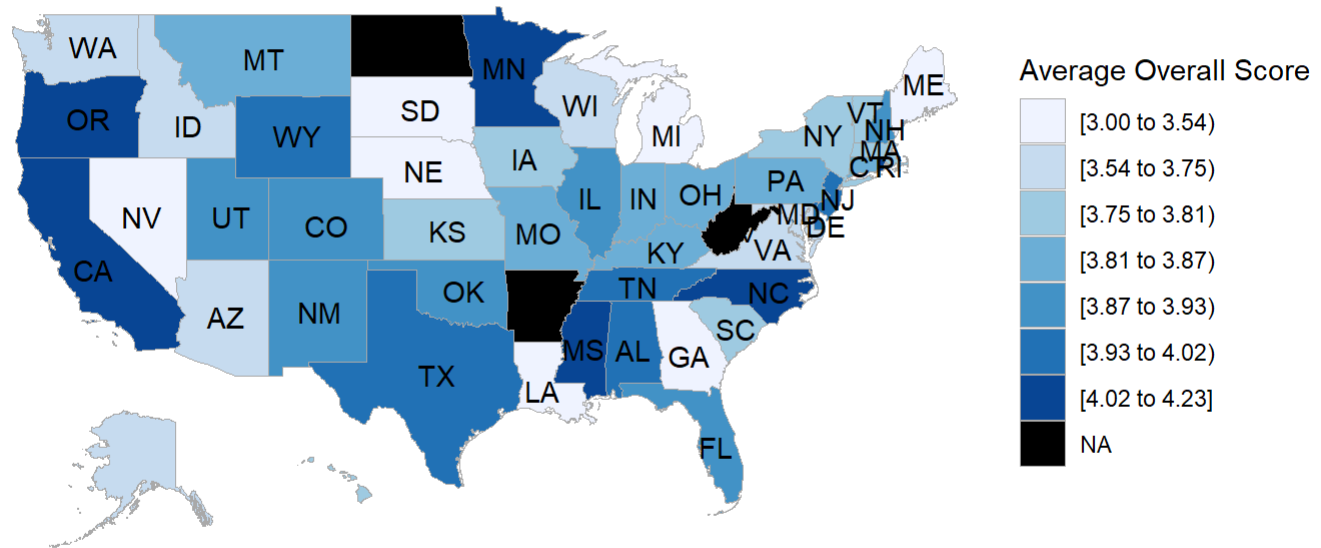 WA
MT
MN
ME
OR
ID
SD
WI
VT
WY
MI
NY
NH
IA
MA
NE
CT
RI
NV
UT
CO
IL
IN
OH
PA
NJ
KS
MO
MD
DE
KY
VA
CA
AZ
NM
OK
TN
NC
SC
TX
MS
AL
GA
LA
FL
Average Overall Score
[3.00 to 3.54)
[3.54 to 3.75)
[3.75 to 3.81)
[3.81 to 3.87)
[3.87 to 3.93)
[3.93 to 4.02)
[4.02 to 4.23]
NA